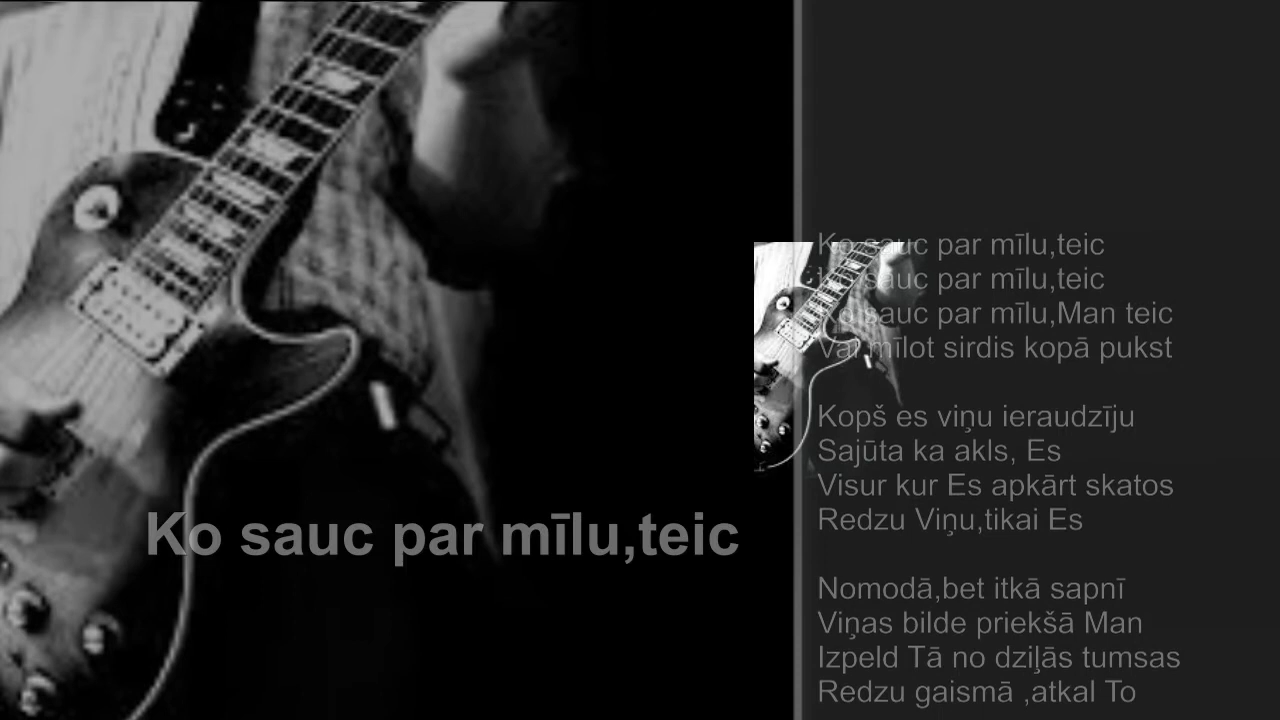 Ko sauc par mīlu,teic
Ko sauc par mīlu,teic
Ko sauc par mīlu,teic
Ko sauc par mīlu,Man teic
Vai mīlot sirdis kopā pukst
Kopš es viņu ieraudzīju
Sajūta ka akls, Es
Visur kur Es apkārt skatos
Redzu Viņu,tikai Es
Nomodā,bet itkā sapnī
Viņas bilde priekšā Man
Izpeld Tā no dziļās tumsas
Redzu gaismā ,atkal To